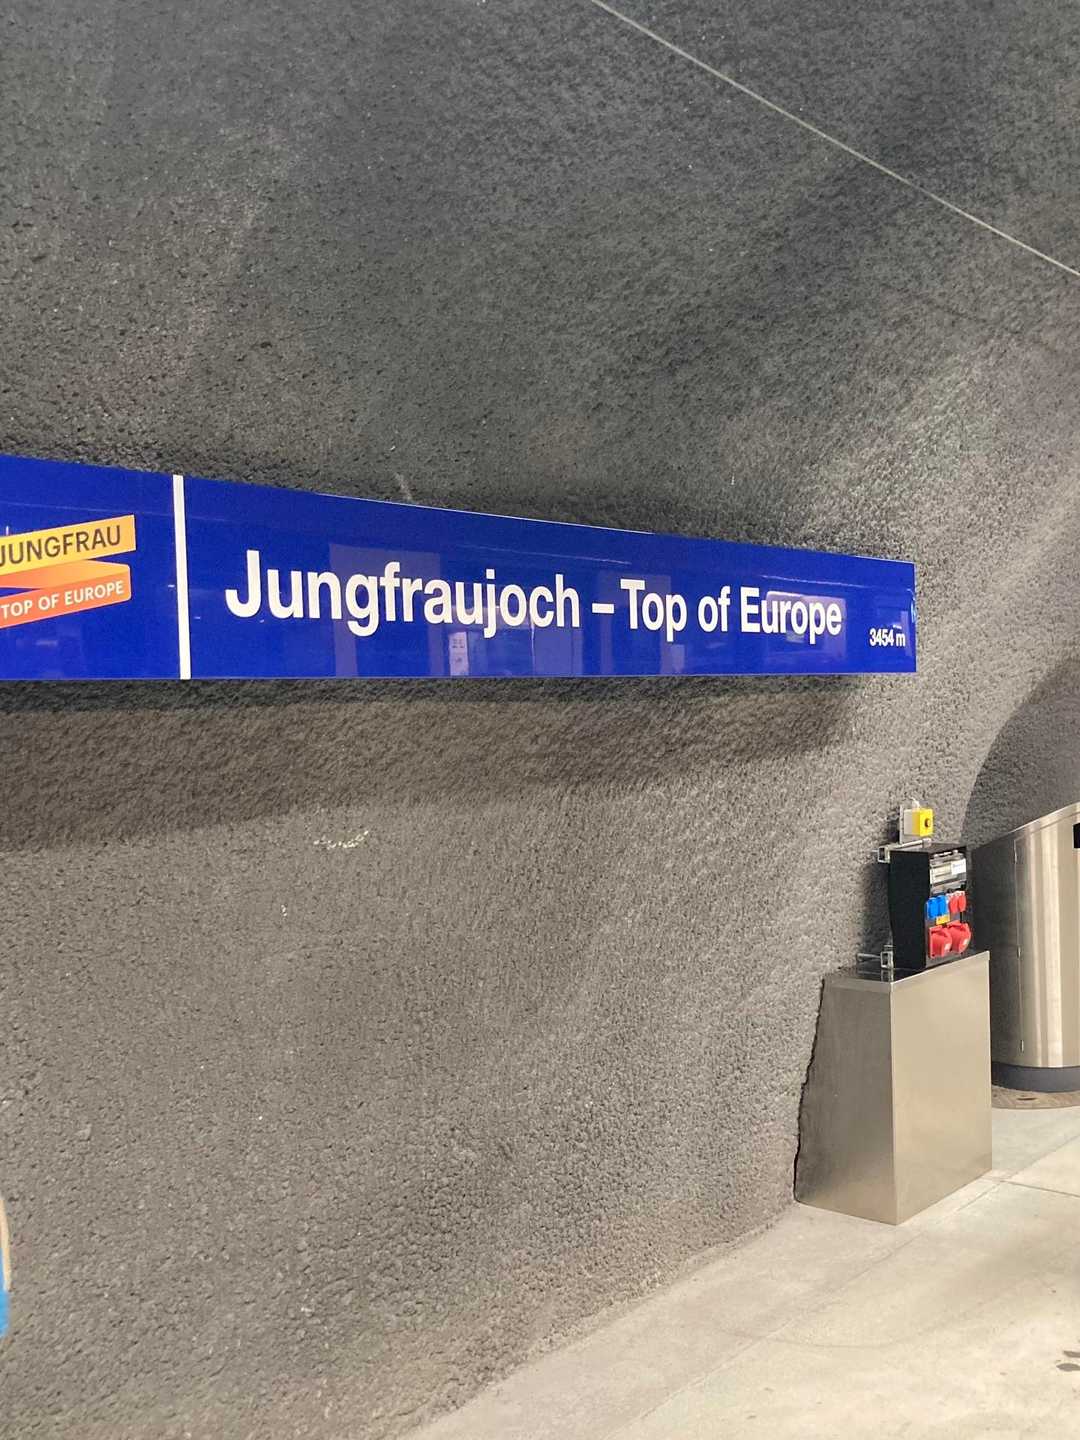 JUNGFRAU
TOP OF EUROPE
Jungfraujoch – Top of Europe
3454 m